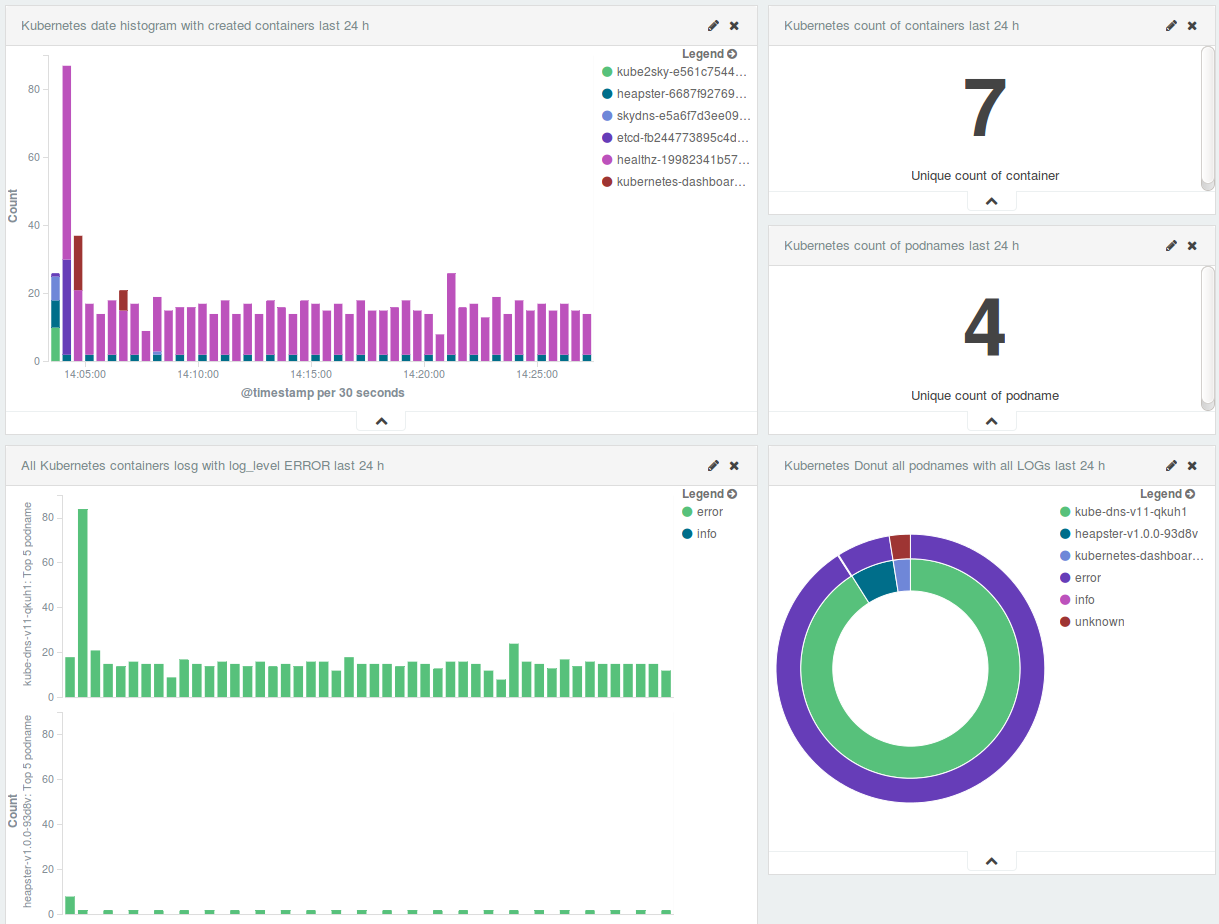 Kubernetes date histogram with created containers last 24 h
Legend
kube2sky-e561c7544...
heapster-6687f92769...
skydns-e5a6f7d3ee09...
etcd-fb244773895c4d...
healthz-19982341b57...
kubernetes-dashboar...
Count
80
60
40
20
0
14:05:00 14:10:00 14:15:00 14:20:00 14:25:00
@timestamp per 30 seconds
Kubernetes count of containers last 24 h
7
Unique count of container
Kubernetes count of podnames last 24 h
4
Unique count of podname
All Kubernetes containers losg with log_level ERROR last 24 h
Legend
error
info
kube-dns-v11-qkuh1: Top 5 podname
80
60
40
20
0
Count
heapster-v1.0.0-93d8v: Top 5 podname
80
60
40
20
0
Kubernetes Donut all podnames with all LOGs last 24 h
Legend
kube-dns-v11-qkuh1
heapster-v1.0.0-93d8v
kubernetes-dashboar...
error
info
unknown